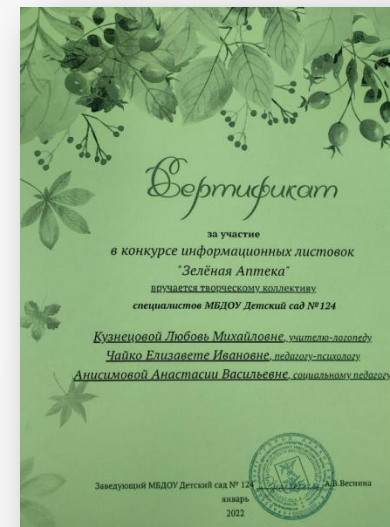 Сертификат
за участие
в конкурсе информационных листовок
"Зелёная Аптека"
вручается творческому коллективу
специалистов МБДОУ Детский сад №124
Кузнецовой Любовь Михайловне, учителю-логопеду
Чайко Елизавете Ивановне, педагогу-психологу
Анисимовой Анастасии Васильевне, социальному педагогу
Заведующий МБДОУ Детский сад № 124 А.В.Веснина
январь
2022